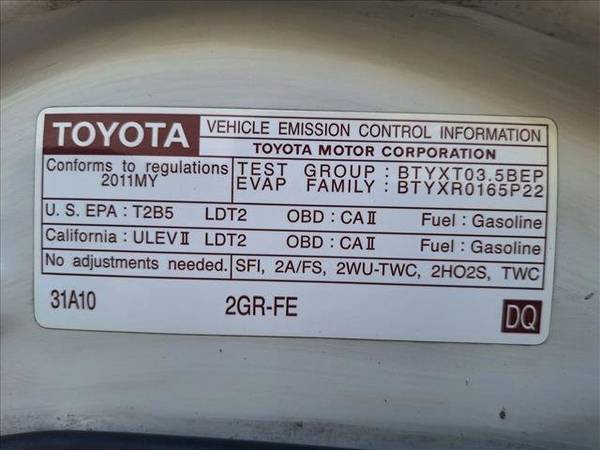 TOYOTA VEHICLE EMISSION CONTROL INFORMATION
TOYOTA MOTOR CORPORATION
Conforms to regulations
2011MY
TEST GROUP : BTYXT03.5BEP
EVAP FAMILY : BTYXR0165P22
U. S. EPA : T2B5 LDT2 OBD : CAⅡ Fuel : Gasoline
California : ULEVⅡ LDT2 OBD : CAⅡ Fuel : Gasoline
No adjustments needed. SFI, 2A/FS, 2WU-TWC, 2HO2S, TWC
31A10 2GR-FE DQ